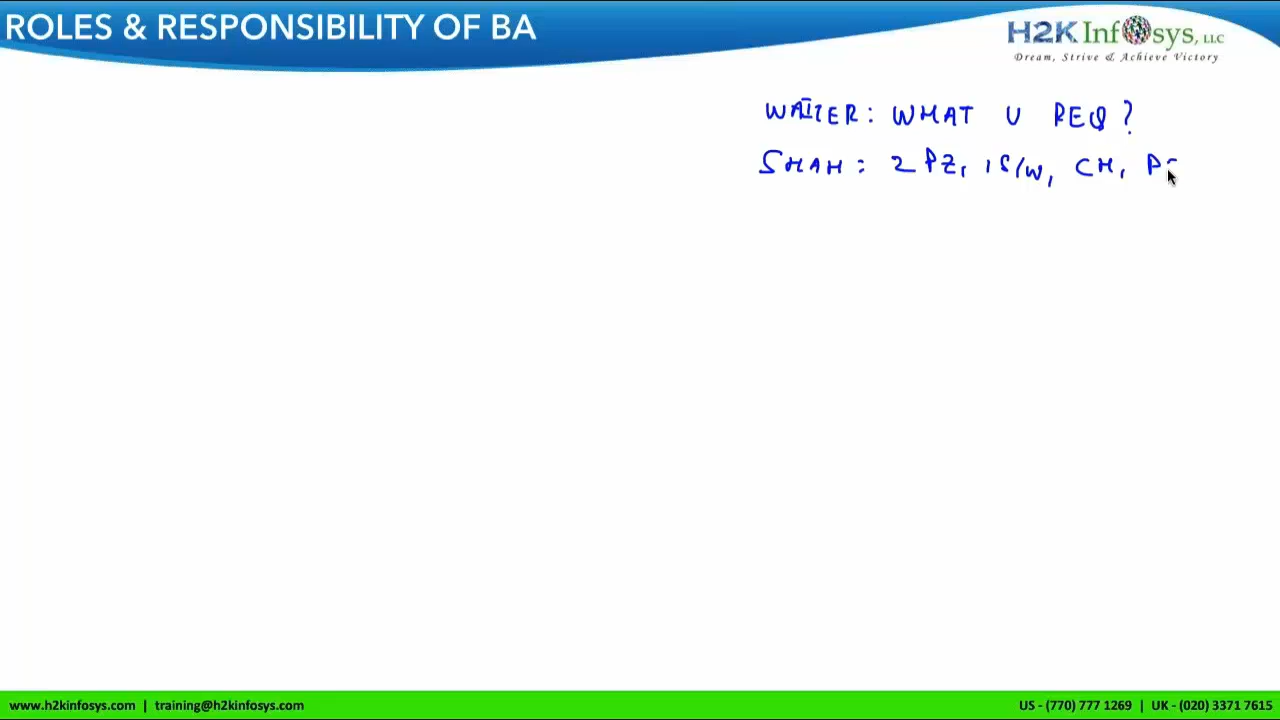 ROLES & RESPONSIBILITY OF BA
H2K Infosys, LLC
Dream, Strive & Achieve Victory
WAITER: WHAT U REQ?
SHAH: 2 PZ, 1 S/W, CH,
www.h2kinfosys.com | training@h2kinfosys.com
US - (770) 777 1269 | UK - (020) 3371 7615